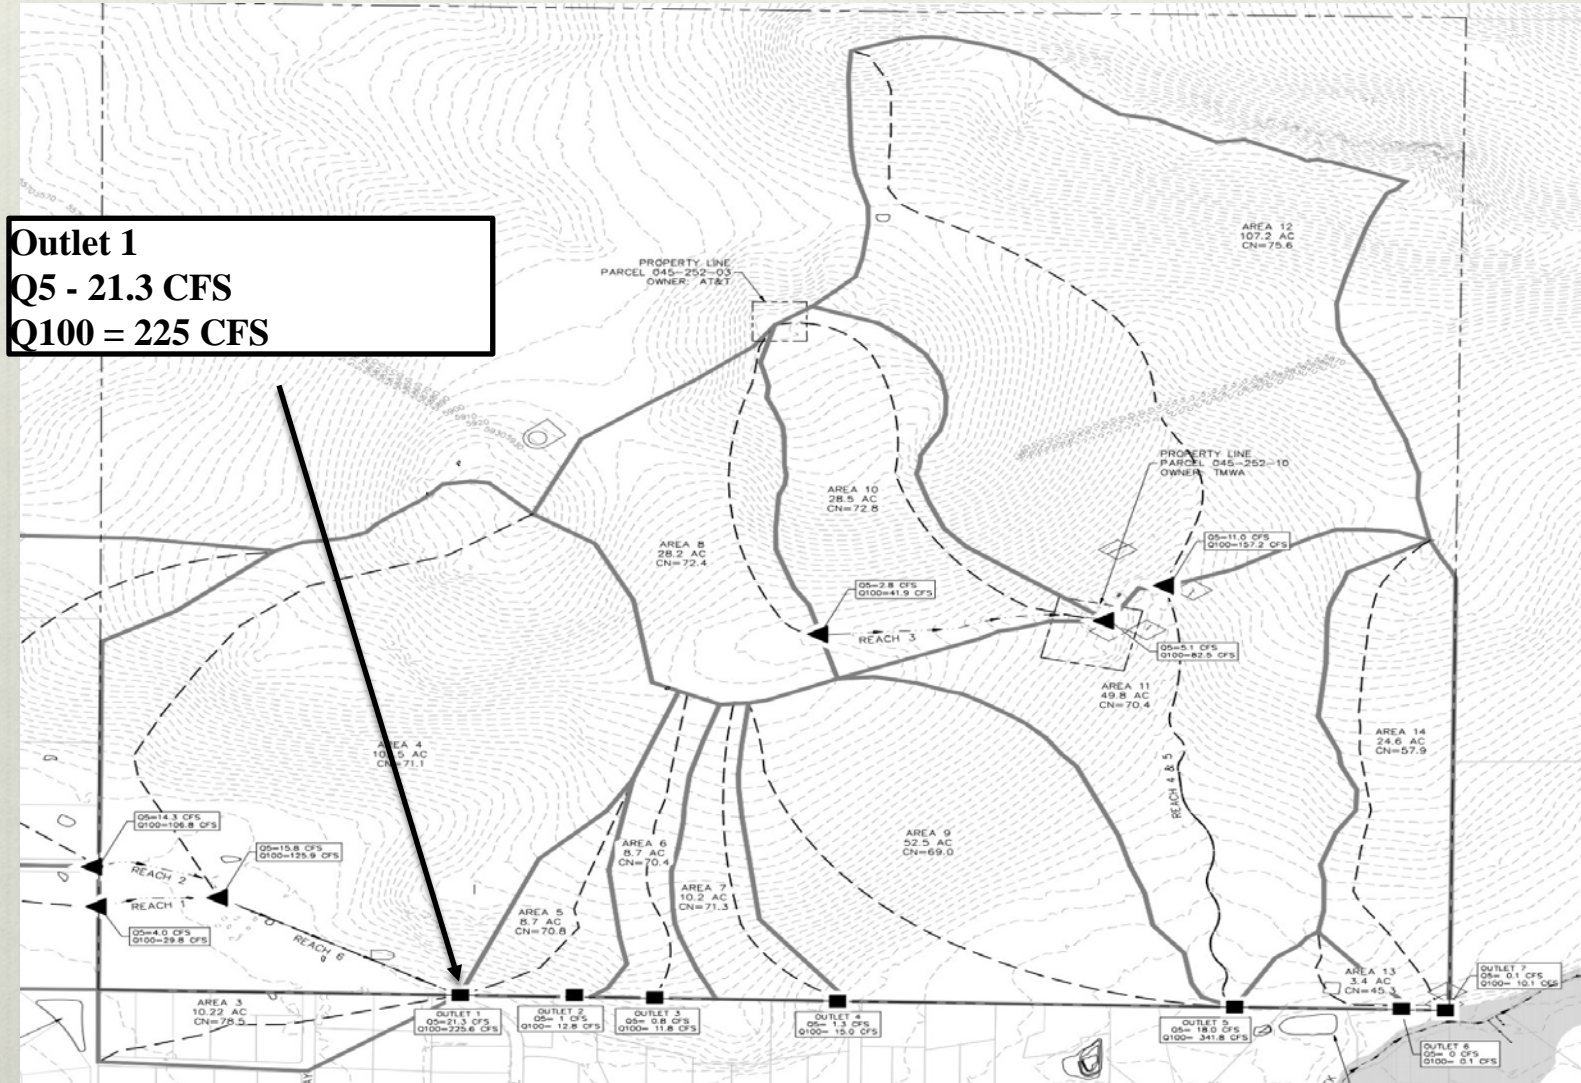 Outlet 1
Q5 - 21.3 CFS
Q100 = 225 CFS
PROPERTY LINE
PARCEL 045-252-03
OWNER: AT&T
AREA 12
107.2 AC
CN=75.6
PROPERTY LINE
PARCEL 045-252-10
OWNER: TMWA
AREA 10
28.5 AC
CN=72.8
AREA 8
28.2 AC
CN=72.4
Q5=11.0 CFS
Q100=157.2 CFS
Q5=2.8 CFS
Q100=41.9 CFS
REACH 3
Q5=5.1 CFS
Q100=82.5 CFS
AREA 11
49.8 AC
CN=70.4
AREA 14
24.6 AC
CN=57.9
REACH 4 & 5
AREA 4
CN=71.1
Q5=14.3 CFS
Q100=106.8 CFS
Q5=15.8 CFS
Q100=125.9 CFS
REACH 2
REACH 1
Q5=4.0 CFS
Q100=29.8 CFS
REACH 6
AREA 9
52.5 AC
CN=69.0
AREA 6
8.7 AC
CN=70.4
AREA 7
10.2 AC
CN=71.3
AREA 5
8.7 AC
CN=70.8
AREA 3
10.22 AC
CN=78.5
AREA 13
3.4 AC
CN=45.3
OUTLET 1
Q5=21.3 CFS
Q100=225.6 CFS
OUTLET 2
Q5= 1 CFS
Q100= 12.8 CFS
OUTLET 3
Q5= 0.8 CFS
Q100= 11.8 CFS
OUTLET 4
Q5= 1.3 CFS
Q100= 15.0 CFS
OUTLET 5
Q5= 18.0 CFS
Q100= 341.8 CFS
OUTLET 7
Q5= 0.1 CFS
Q100= 10.1 CFS
OUTLET 6
Q5= 0 CFS
Q100= 0.1 CFS